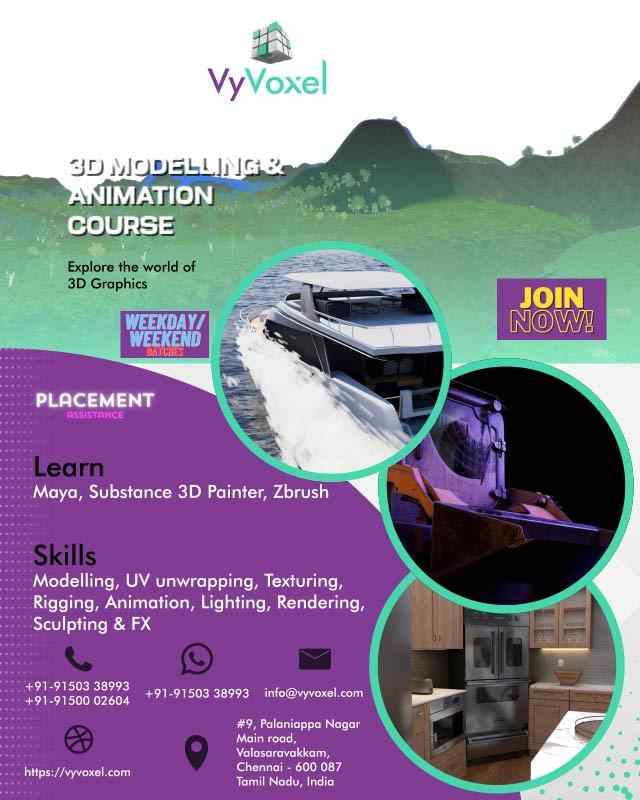 VyVoxel
3D MODELLING &
ANIMATION
COURSE
Explore the world of
3D Graphics
WEEKDAY/
WEEKEND
BATCHES
JOIN
NOW!
PLACEMENT
ASSISTANCE
Learn
Maya, Substance 3D Painter, Zbrush
Skills
Modelling, UV unwrapping, Texturing,
Rigging, Animation, Lighting, Rendering,
Sculpting & FX
+91-91503 38993
+91-91500 02604
+91-91503 38993
info@vyvoxel.com
https://vyvoxel.com
#9, Palaniappa Nagar
Main road,
Valasaravakkam,
Chennai - 600 087
Tamil Nadu, India